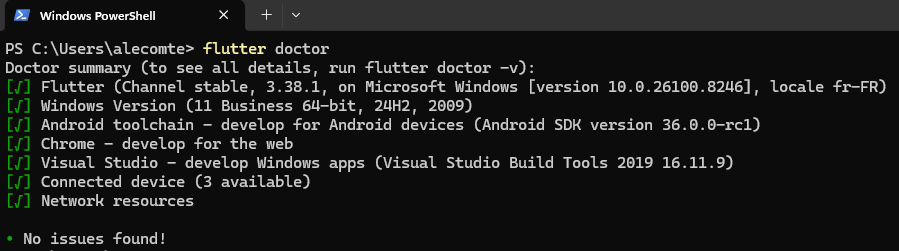 Windows PowerShell
PS C:\Users\alecomte> flutter doctor
Doctor summary (to see all details, run flutter doctor -v):
[√] Flutter (Channel stable, 3.38.1, on Microsoft Windows [version 10.0.26100.8246], locale fr-FR)
[√] Windows Version (11 Business 64-bit, 24H2, 2009)
[√] Android toolchain - develop for Android devices (Android SDK version 36.0.0-rc1)
[√] Chrome - develop for the web
[√] Visual Studio - develop Windows apps (Visual Studio Build Tools 2019 16.11.9)
[√] Connected device (3 available)
[√] Network resources
• No issues found!